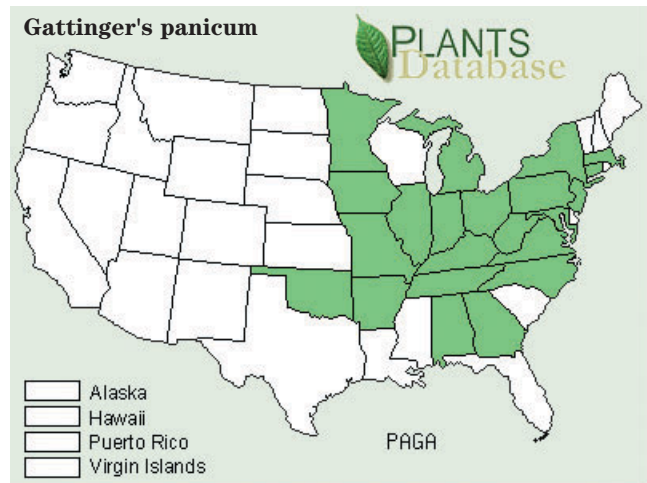 Gattinger's panicum
PLANTS
Database
Alaska
Hawaii
Puerto Rico
Virgin Islands
PAGA